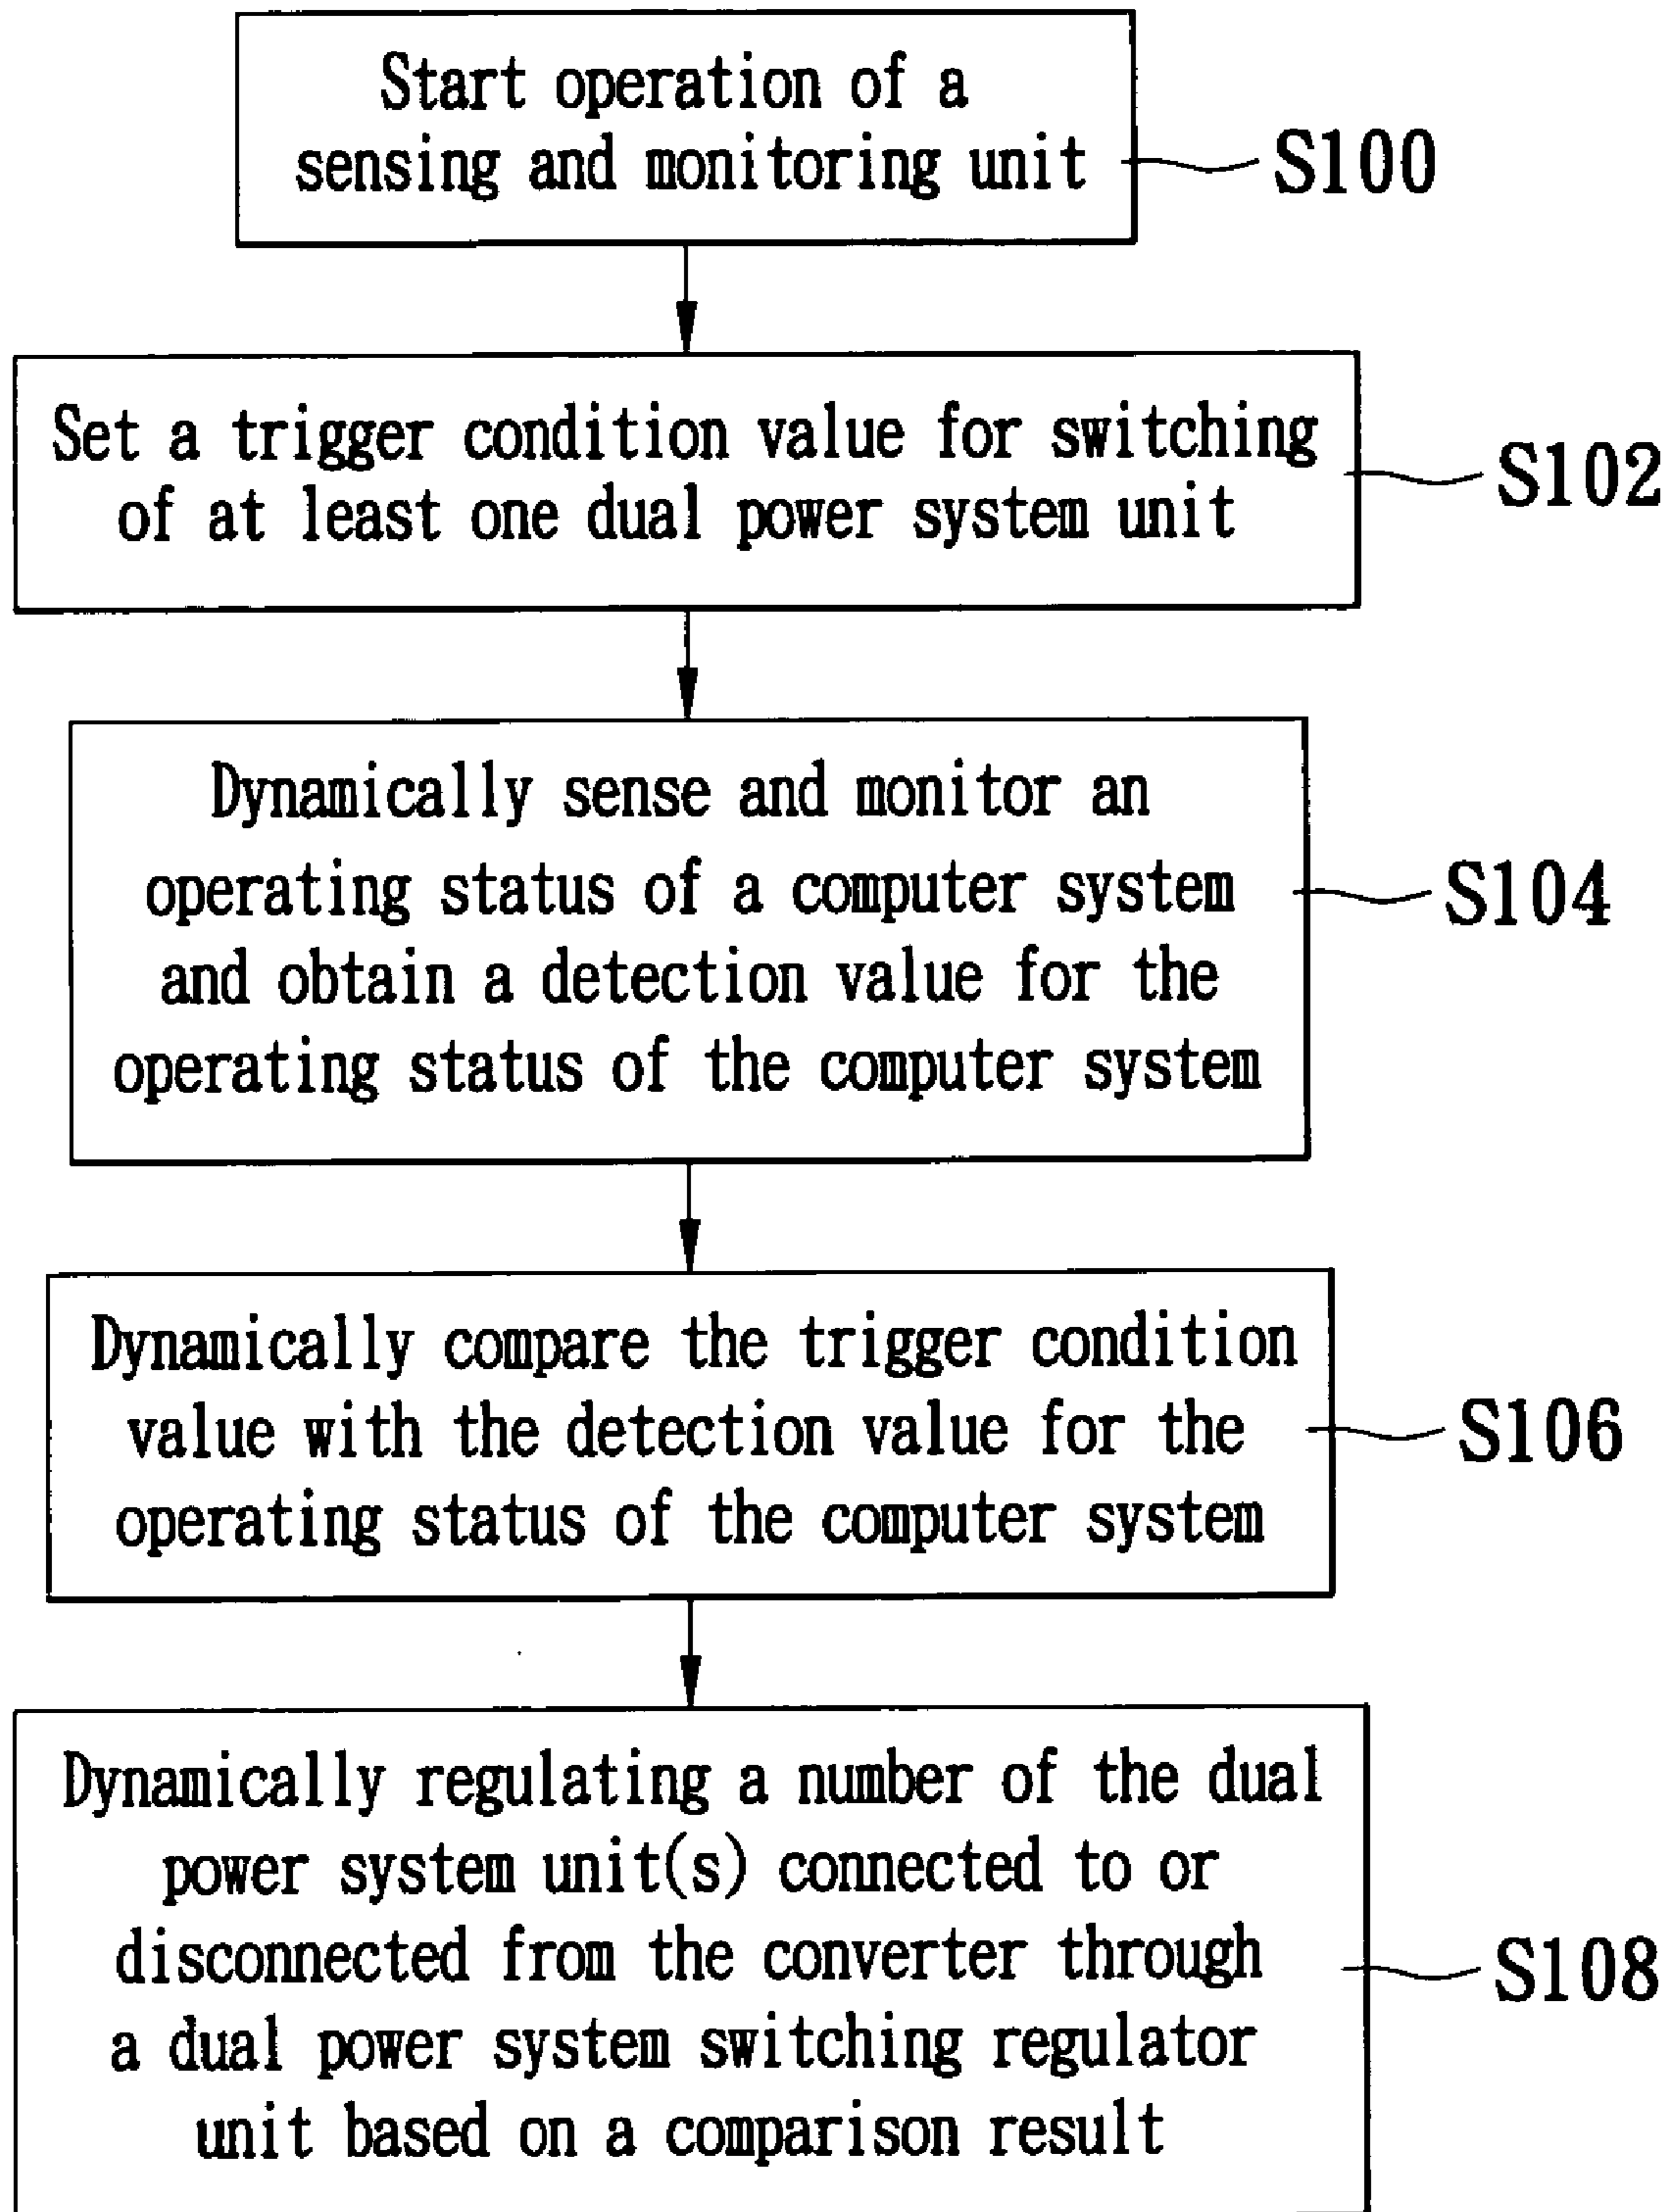 Start operation of a
sensing and monitoring unit
S100
Set a trigger condition value for switching
of at least one dual power system unit
S102
Dynamically sense and monitor an
operating status of a computer system
and obtain a detection value for the
operating status of the computer system
S104
Dynamically compare the trigger condition
value with the detection value for the
operating status of the computer system
S106
Dynamically regulating a number of the dual
power system unit(s) connected to or
disconnected from the converter through
a dual power system switching regulator
unit based on a comparison result
S108